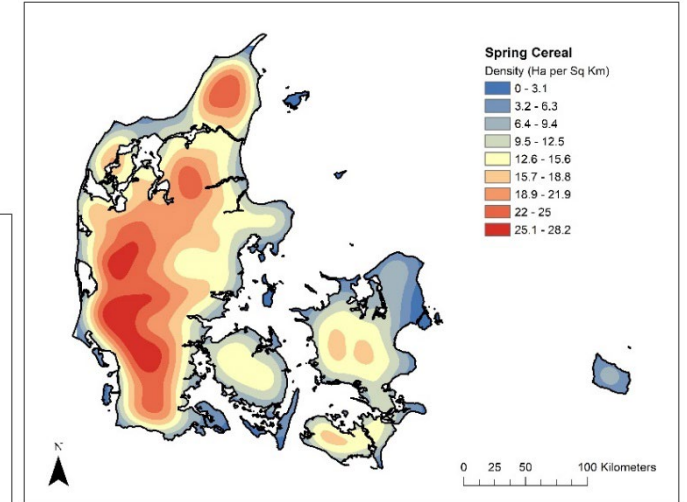 Spring Cereal
Density (Ha per Sq Km)
0 - 3.1
3.2 - 6.3
6.4 - 9.4
9.5 - 12.5
12.6 - 15.6
15.7 - 18.8
18.9 - 21.9
22 - 25
25.1 - 28.2
N
0 25 50 100 Kilometers